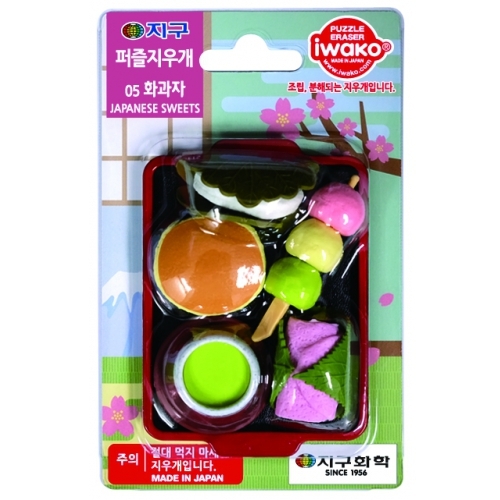 지구
퍼즐지우개
05 화과자
JAPANESE SWEETS
PUZZLE
ERASER
iwako®
MADE IN JAPAN
www.iwako.com
조립, 분해되는 지우개입니다.
주의
절대 먹지 마세
지우개입니다.
MADE IN JAPAN
지구화학
SINCE 1956